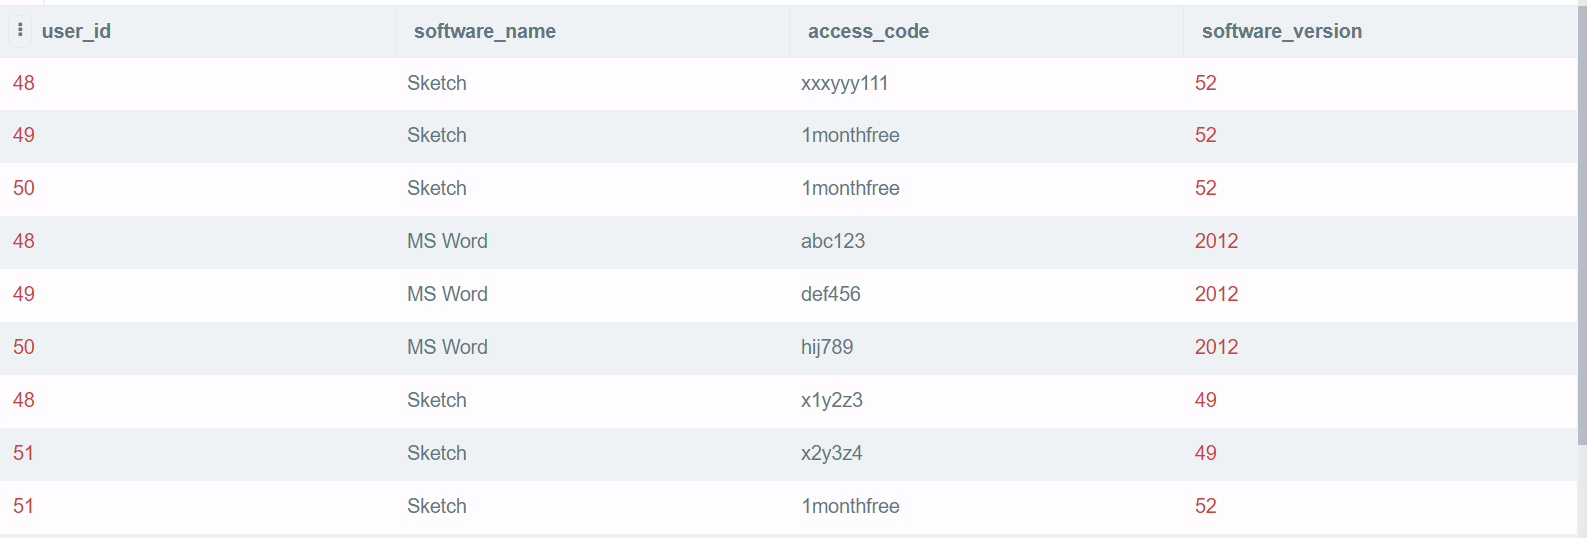 user_id software_name access_code software_version
48 Sketch xxxyyy111 52
49 Sketch 1monthfree 52
50 Sketch 1monthfree 52
48 MS Word abc123 2012
49 MS Word def456 2012
50 MS Word hij789 2012
48 Sketch x1y2z3 49
51 Sketch x2y3z4 49
51 Sketch 1monthfree 52